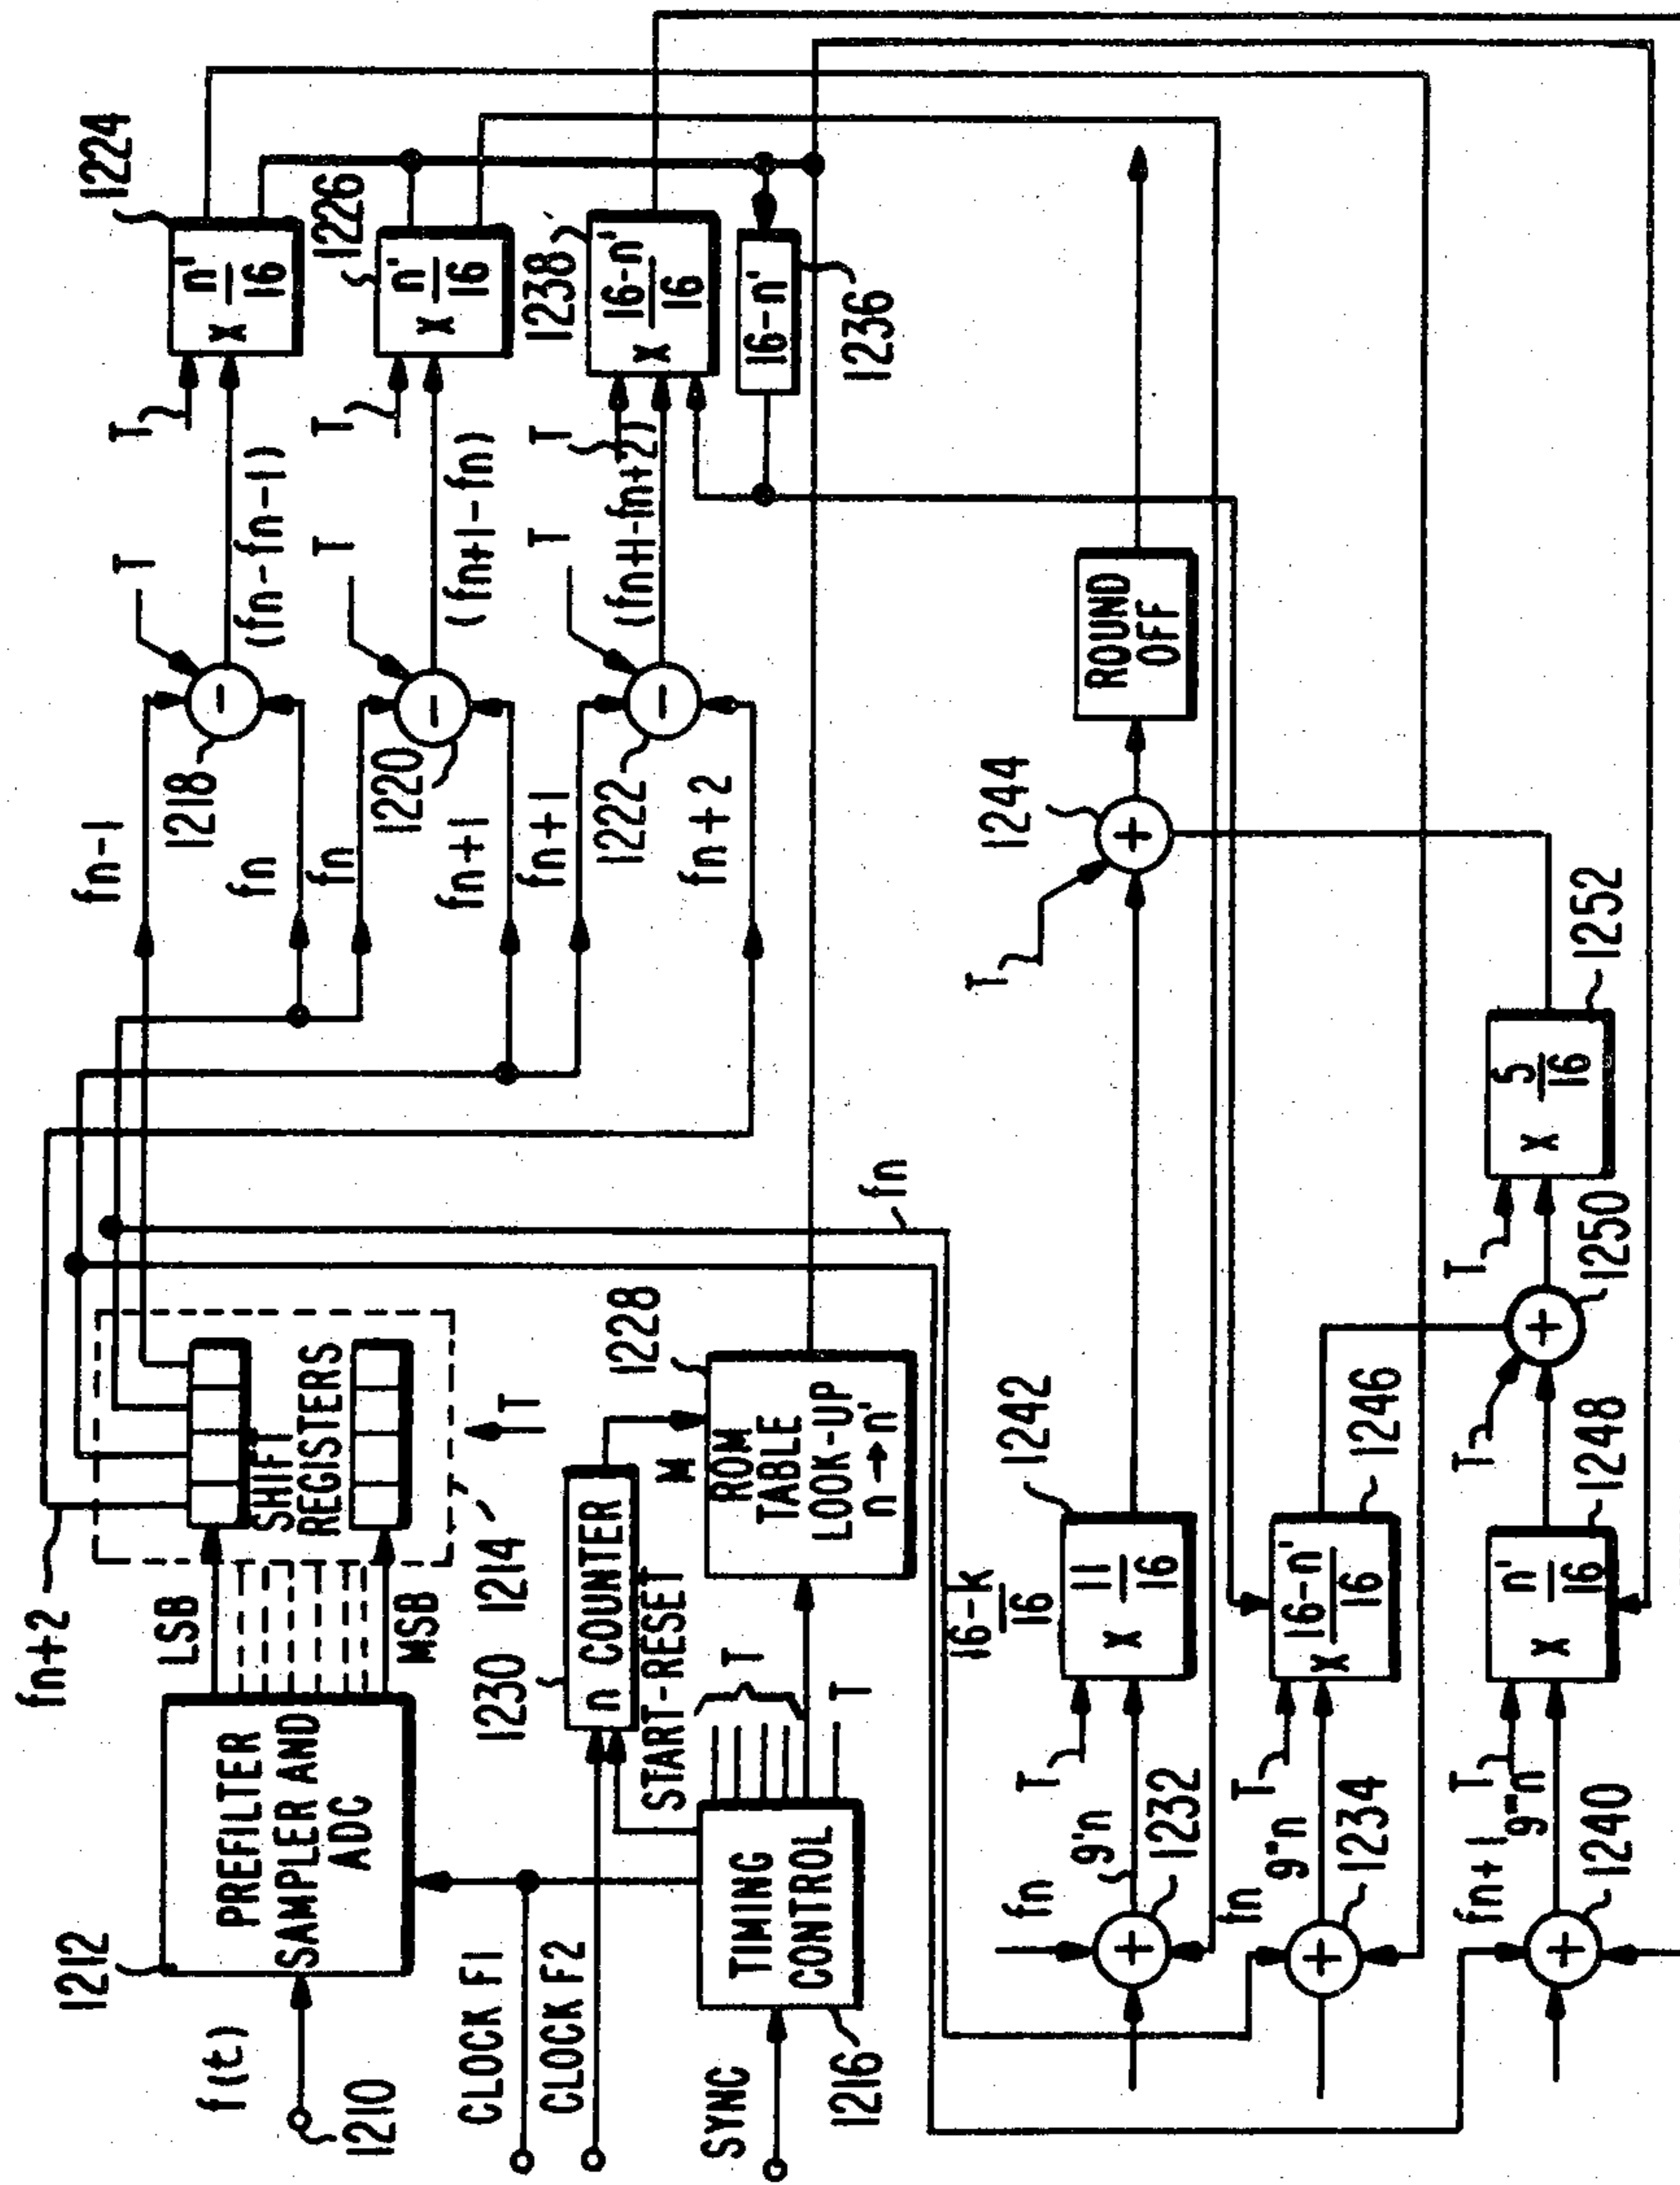 f(t)
1210
1212
PREFILTER
SAMPLER AND
ADC
LSB
MSB
fn+2
SHIFT
REGISTERS
1214
T
CLOCK F1
CLOCK F2
SYNC
1216
TIMING
CONTROL
START-RESET
T
T
1230
n COUNTER
M
1228
ROM
TABLE
LOOK-UP
n→n'
fn
fn-1
fn
fn
fn+1
fn+1
fn+2
1218
1220
1222
-
-
-
T
T
T
(fn-fn-1)
(fn+1-fn)
(fn+1-fn+2)
T
T
T
1224
X n'/16
1226
X n'/16
1238
X 16-n'/16
16-n'
1236
fn
+
g'n
1232
T
16-k/16
X 11/16
1242
fn
+
g"n
1234
T
X 16-n'/16
1246
fn+1
+
g'''n
1240
T
X n'/16
1248
T
+
1250
T
X 5/16
1252
T
+
1244
ROUND
OFF